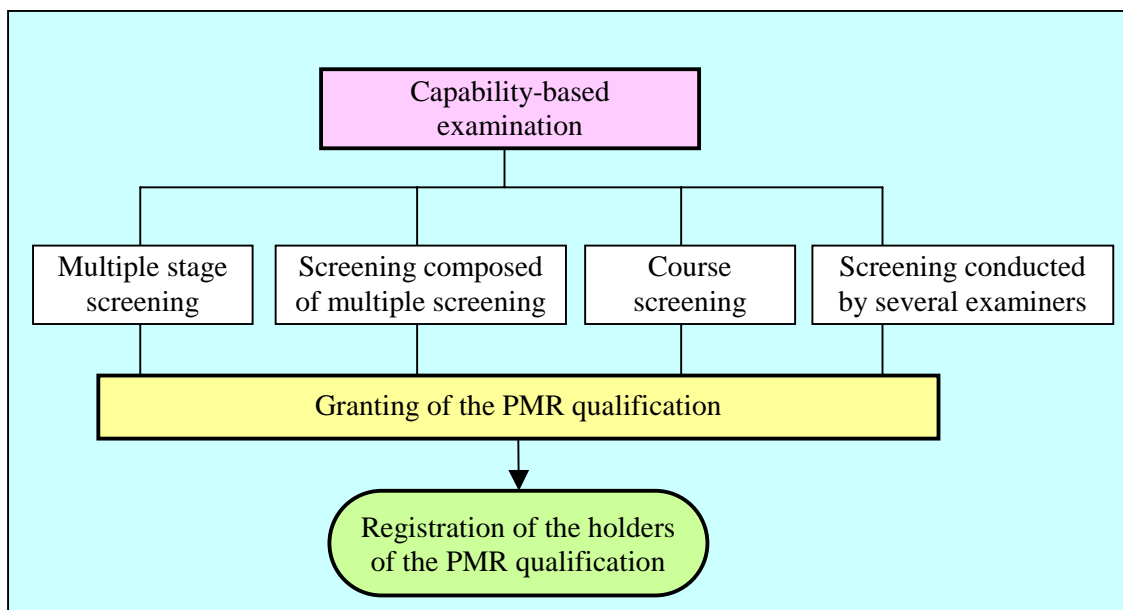 Capability-based
examination
Multiple stage
screening
Screening composed
of multiple screening
Course
screening
Screening conducted
by several examiners
Granting of the PMR qualification
Registration of the holders
of the PMR qualification